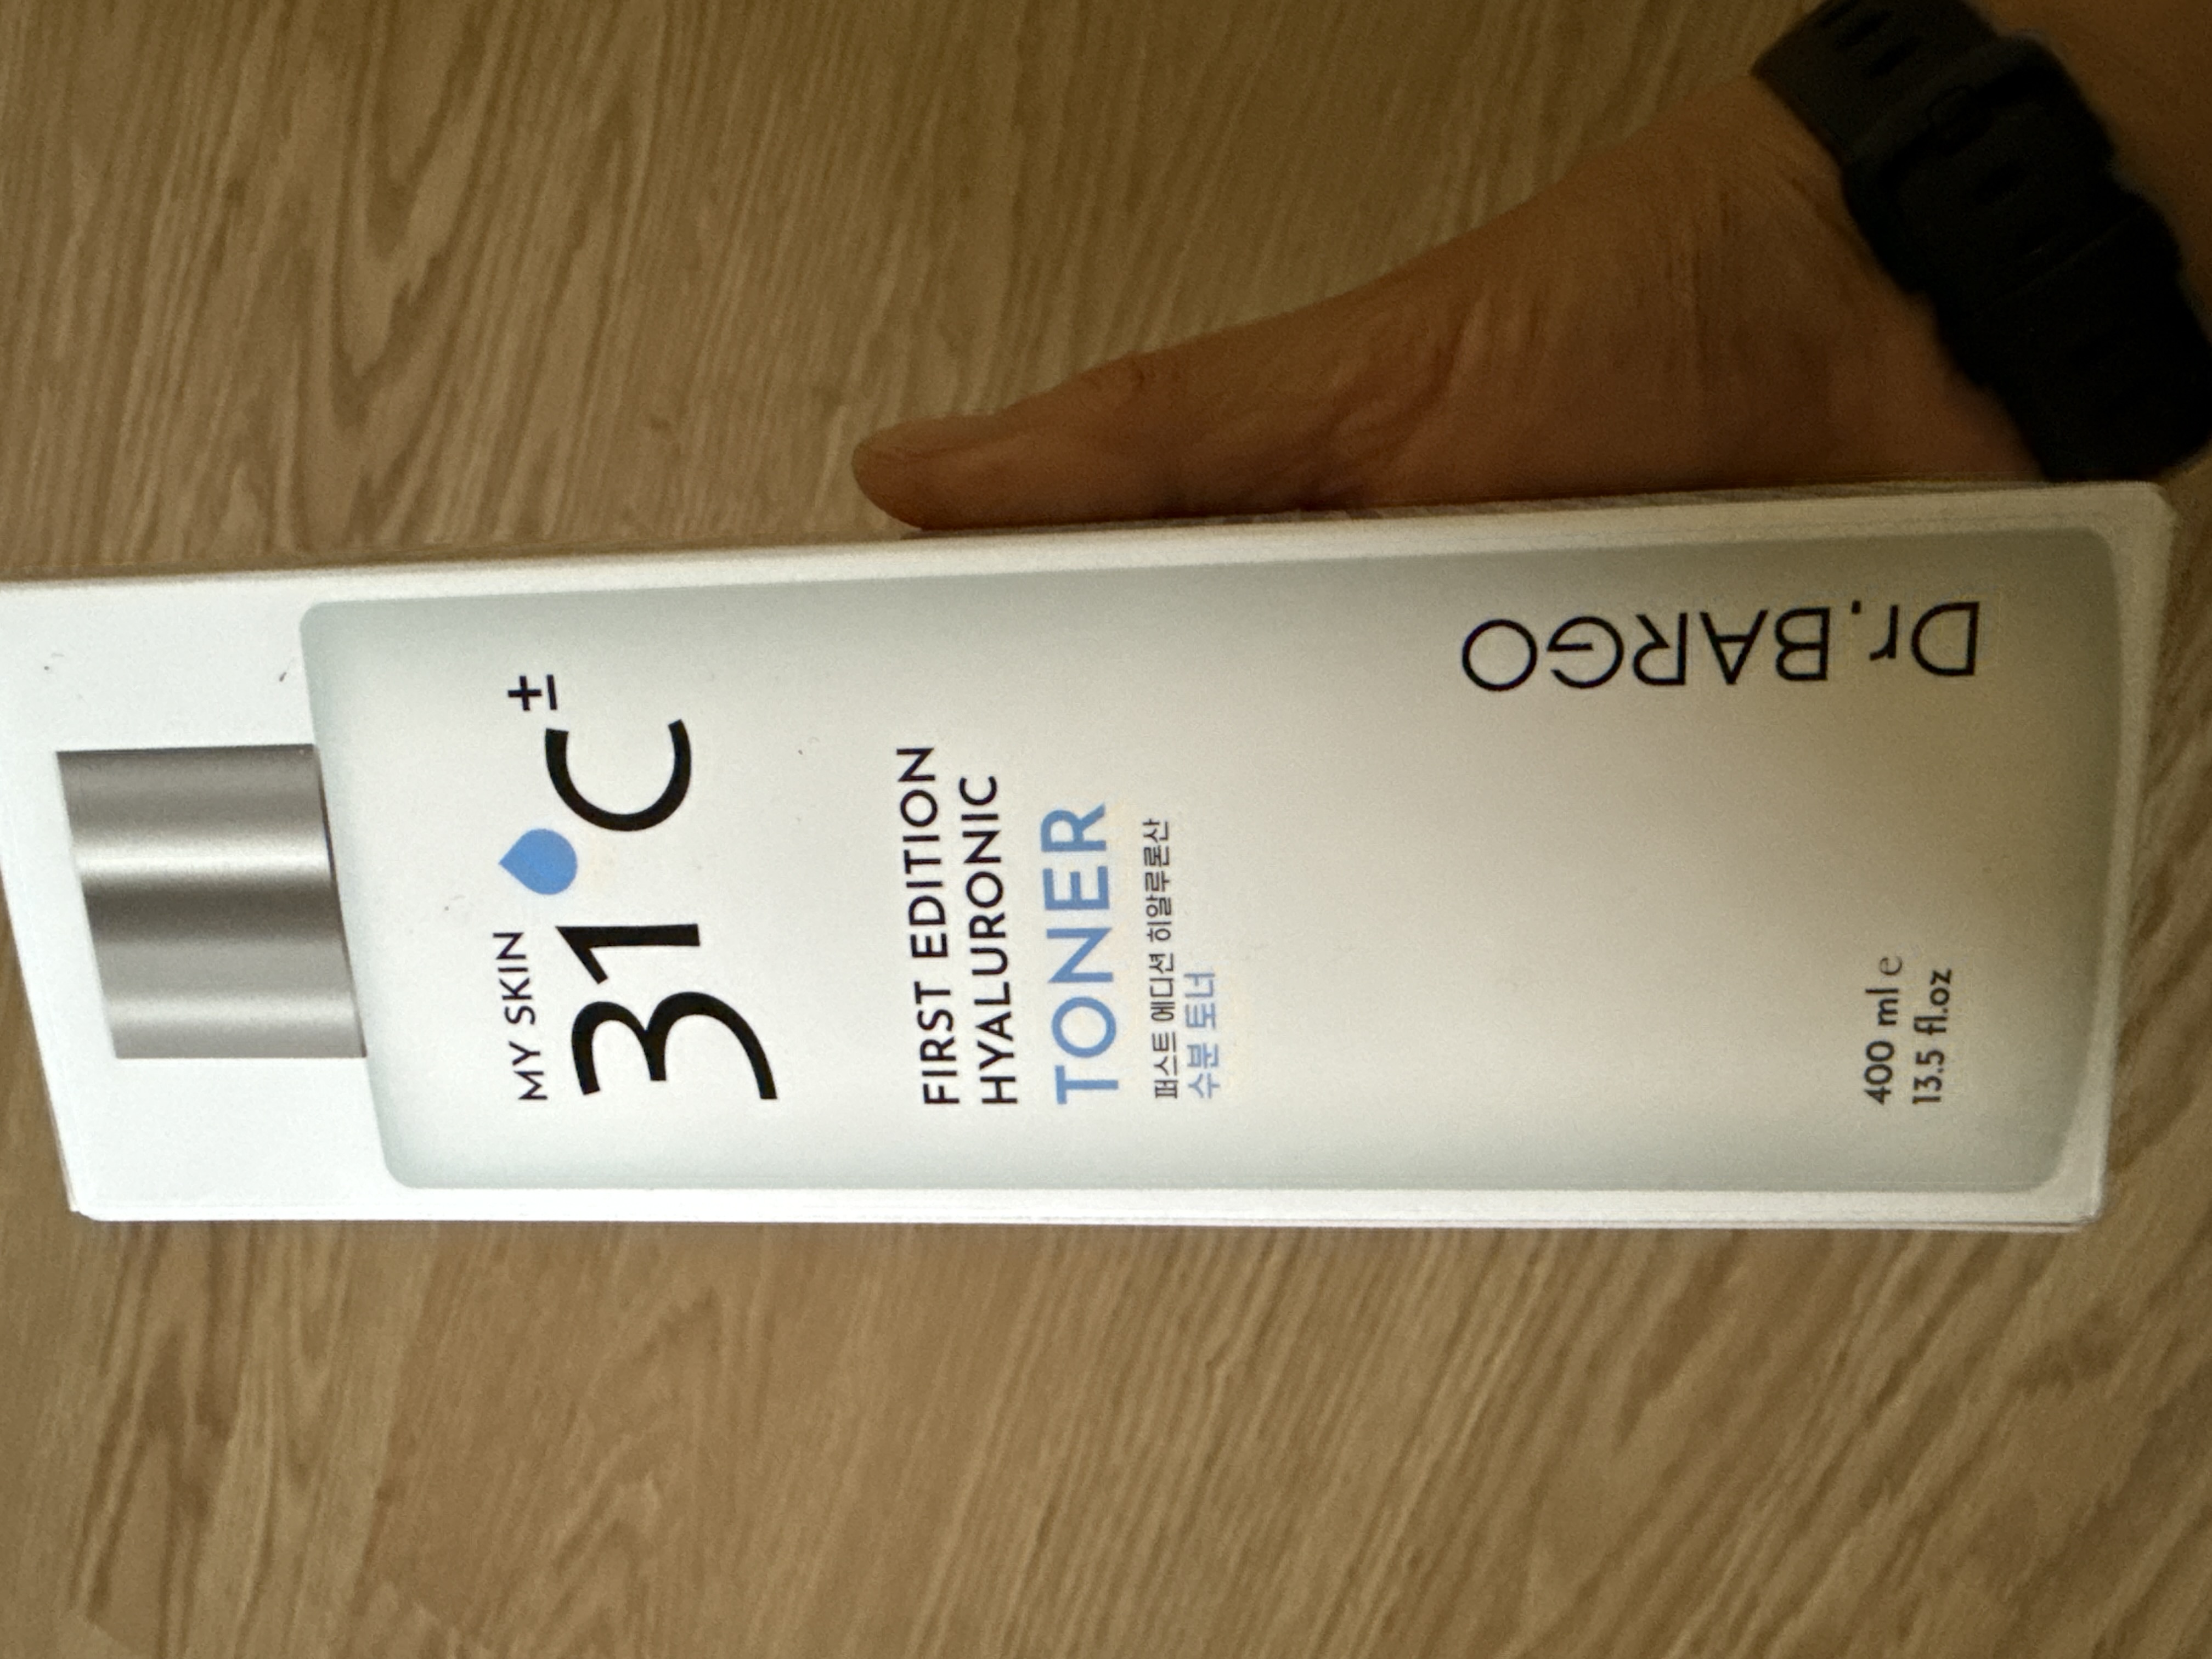 MY SKIN
31°C±
FIRST EDITION
HYALURONIC
TONER
퍼스트 에디션 히알루론산
수분 토너
Dr.BARGO
400 ml e
13.5 fl.oz